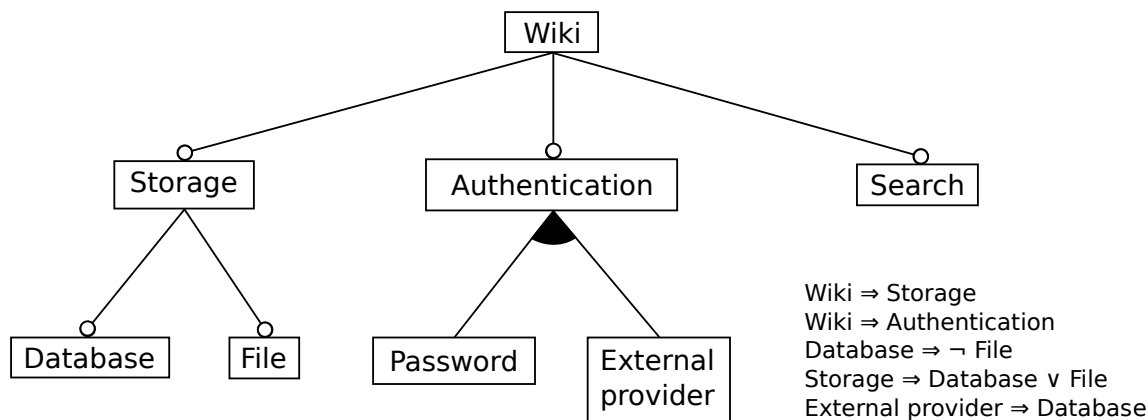 Wiki
Storage
Authentication
Search
Database
File
Password
External
provider
Wiki ⇒ Storage
Wiki ⇒ Authentication
Database ⇒ ¬ File
Storage ⇒ Database ∨ File
External provider ⇒ Database